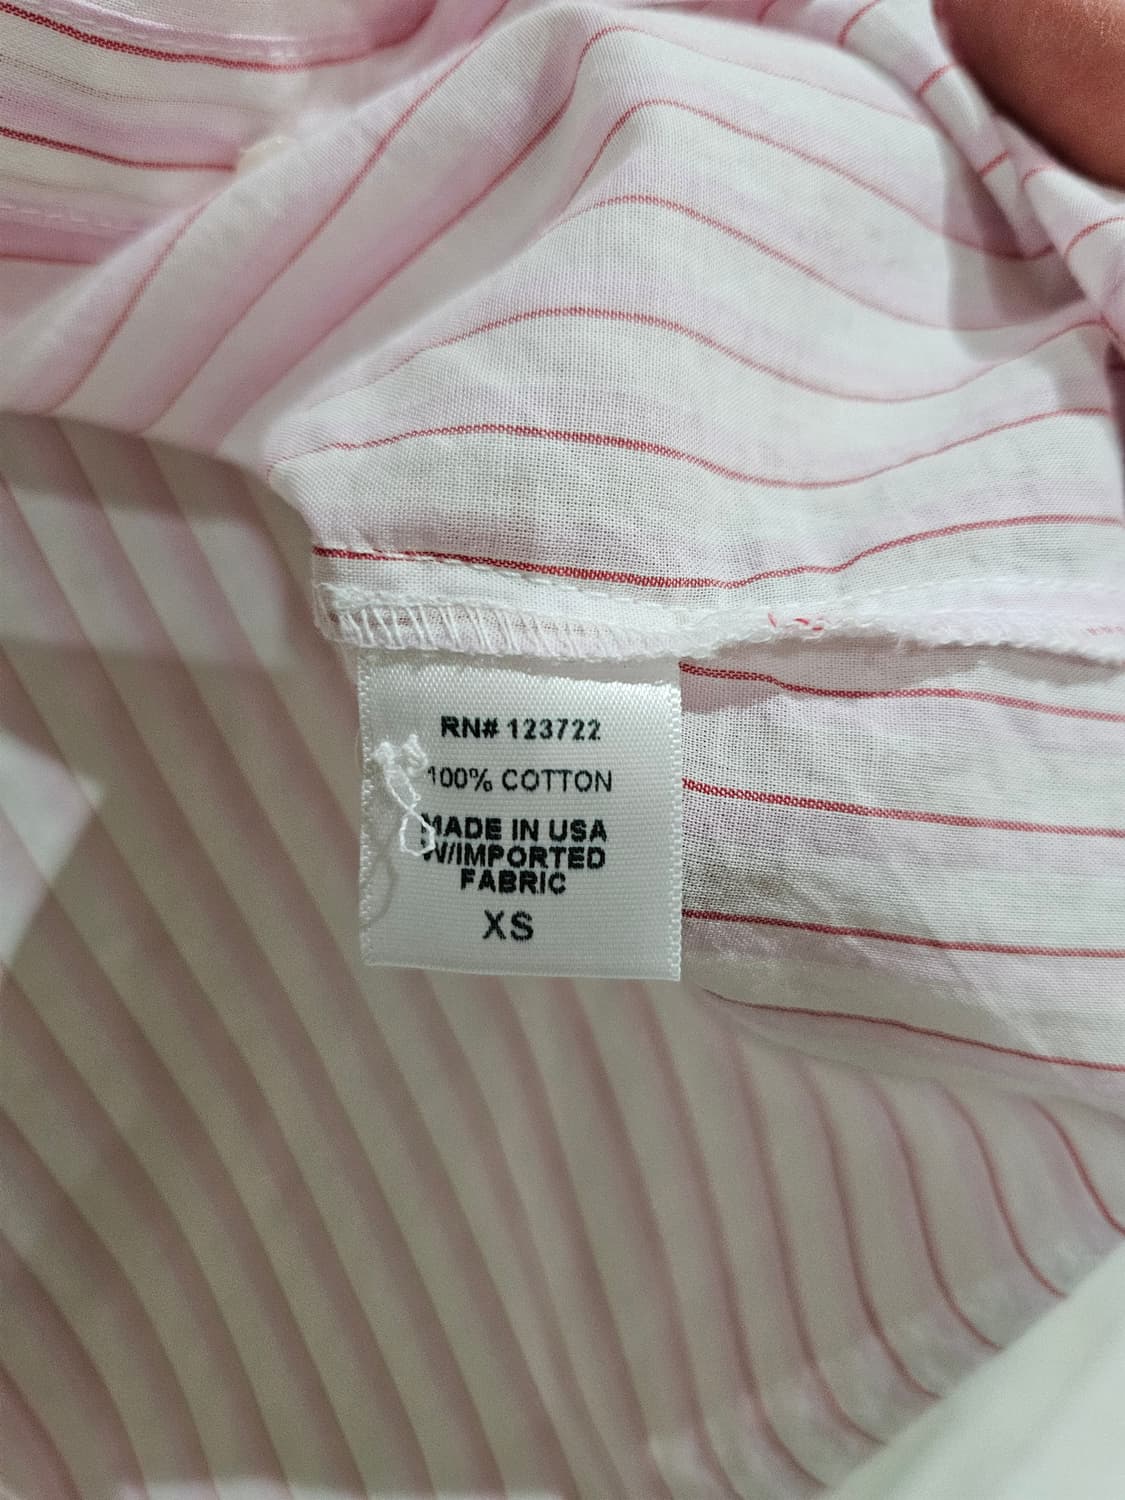 RN# 123722
100% COTTON
MADE IN USA
W/IMPORTED
FABRIC
XS